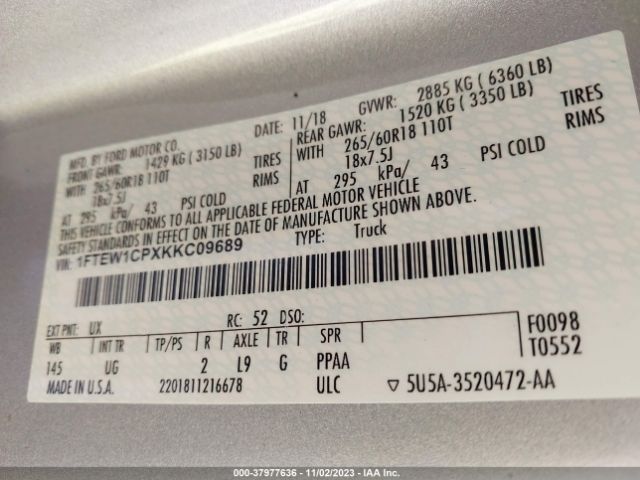 MFD. BY FORD MOTOR CO.
DATE: 11/18 GVWR: 2885 KG ( 6360 LB)
FRONT GAWR: 1429 KG ( 3150 LB)
REAR GAWR: 1520 KG ( 3350 LB)
WITH 265/60R18 110T TIRES
WITH 265/60R18 110T TIRES
18x7.5J RIMS
18x7.5J RIMS
AT 295 kPa/ 43 PSI COLD
AT 295 kPa/ 43 PSI COLD
THIS VEHICLE CONFORMS TO ALL APPLICABLE FEDERAL MOTOR VEHICLE
SAFETY STANDARDS IN EFFECT ON THE DATE OF MANUFACTURE SHOWN ABOVE.
VIN: 1FTEW1CPXKKC09689 TYPE: Truck
EXT PNT: UX RC: 52 DSO:
WB INT TR TP/PS R AXLE TR SPR
145 UG 2 L9 G PPAA
F0098
T0552
MADE IN U.S.A. 2201811216678 ULC ▽ 5U5A-3520472-AA
000-37977636 - 11/02/2023 - IAA Inc.